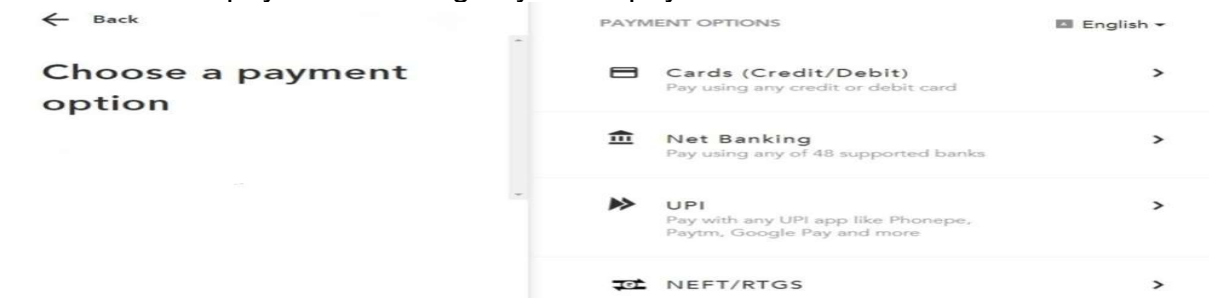 Back
Choose a payment
option
PAYMENT OPTIONS
English
Cards (Credit/Debit)
Pay using any credit or debit card
Net Banking
Pay using any of 48 supported banks
UPI
Pay with any UPI app like Phonepe,
Paytm, Google Pay and more
NEFT/RTGS